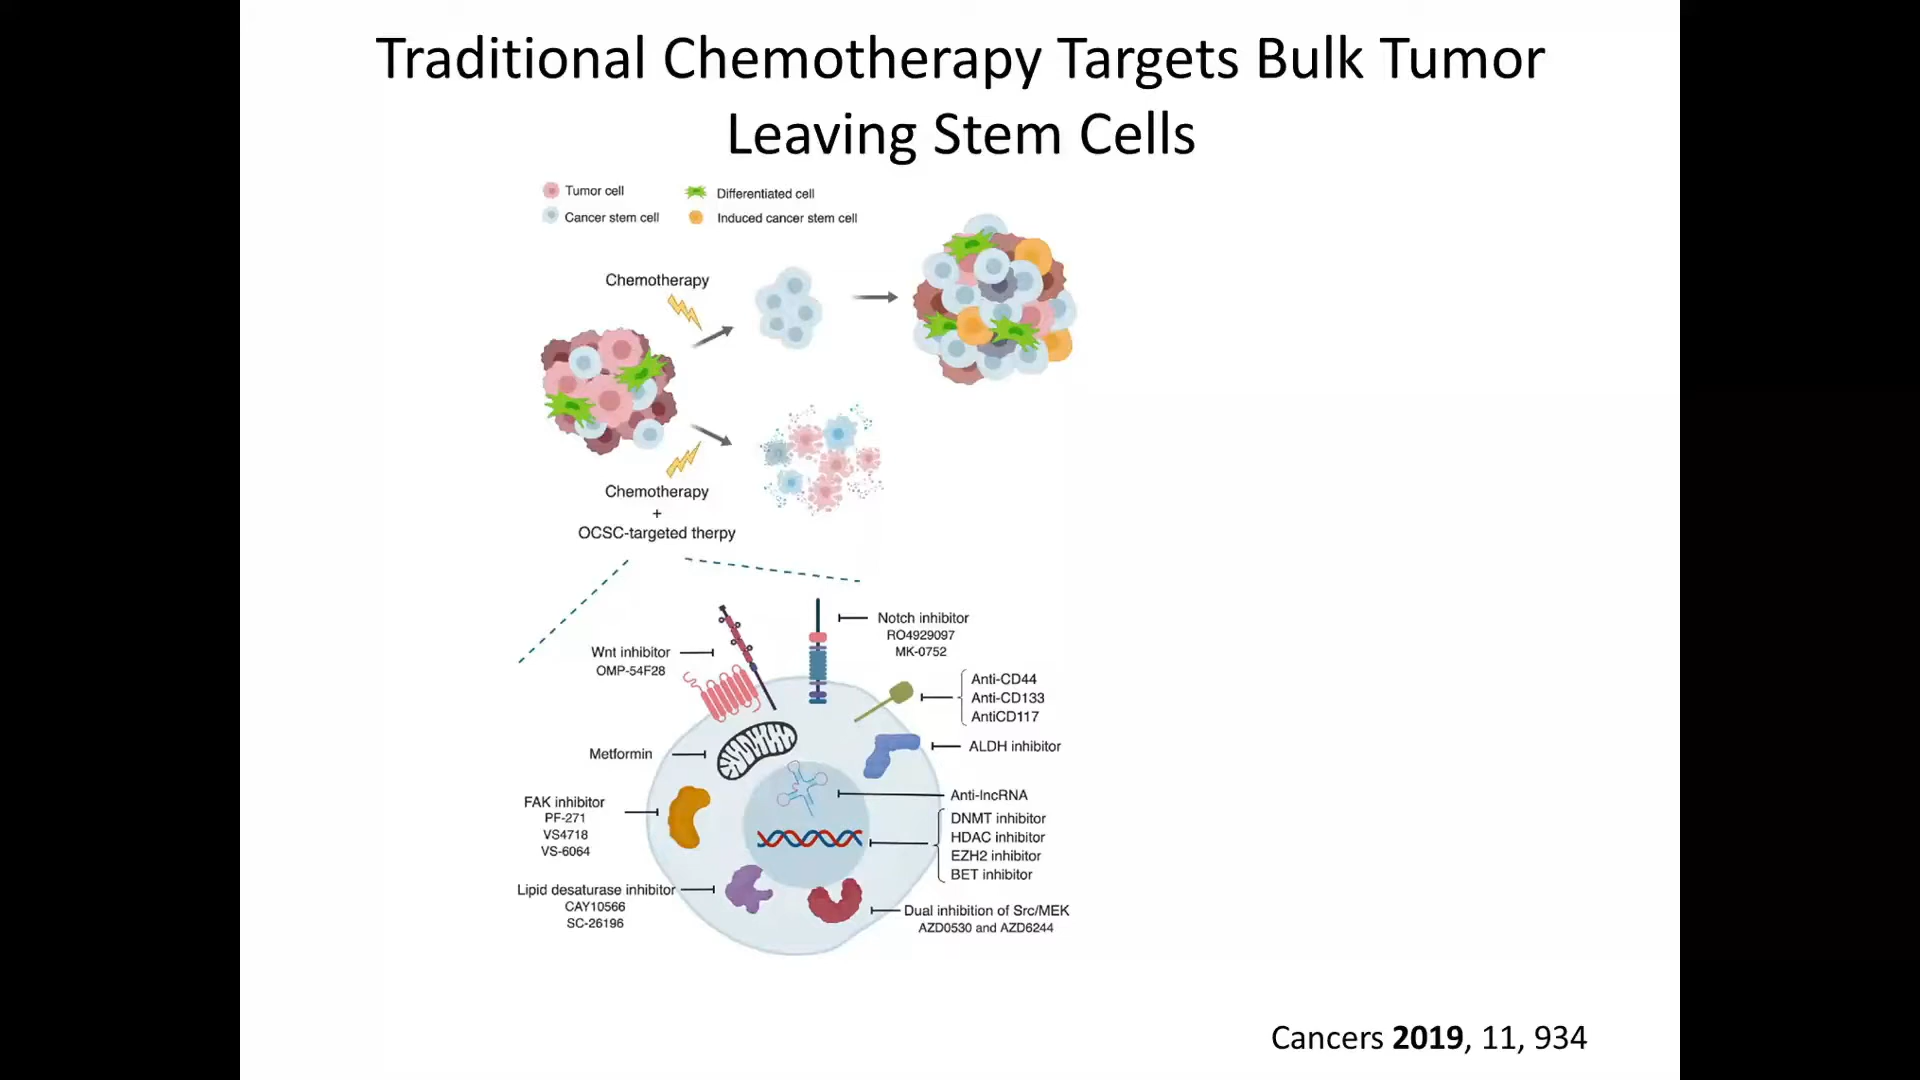 Traditional Chemotherapy Targets Bulk Tumor
Leaving Stem Cells
Tumor cell
Differentiated cell
Cancer stem cell
Induced cancer stem cell
Chemotherapy
Chemotherapy
+
OCSC-targeted therpy
Notch inhibitor
RO4929097
MK-0752
Wnt inhibitor
OMP-54F28
Anti-CD44
Anti-CD133
AntiCD117
Metformin
ALDH inhibitor
Anti-lncRNA
FAK inhibitor
PF-271
VS4718
VS-6064
DNMT inhibitor
HDAC inhibitor
EZH2 inhibitor
BET inhibitor
Lipid desaturase inhibitor
CAY10566
SC-26196
Dual inhibition of Src/MEK
AZD0530 and AZD6244
Cancers 2019, 11, 934